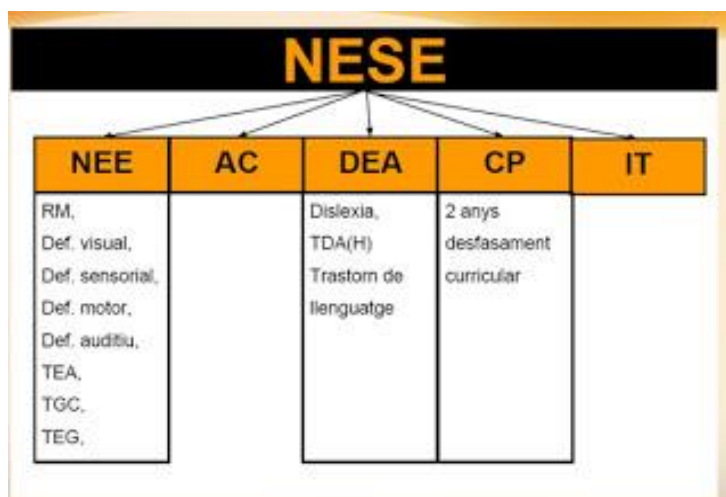 NESE
NEE
AC
DEA
CP
IT
RM,
Def. visual,
Def. sensorial,
Def. motor,
Def. auditiu,
TEA,
TGC,
TEG,
Dislexia,
TDA(H)
Trastorn de
llenguatge
2 anys
desfasament
curricular